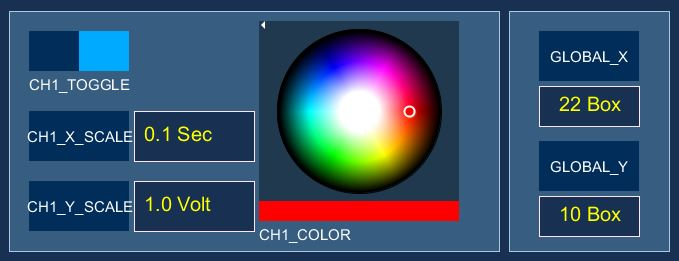 CH1_TOGGLE
CH1_X_SCALE
0.1 Sec
CH1_Y_SCALE
1.0 Volt
CH1_COLOR
GLOBAL_X
22 Box
GLOBAL_Y
10 Box